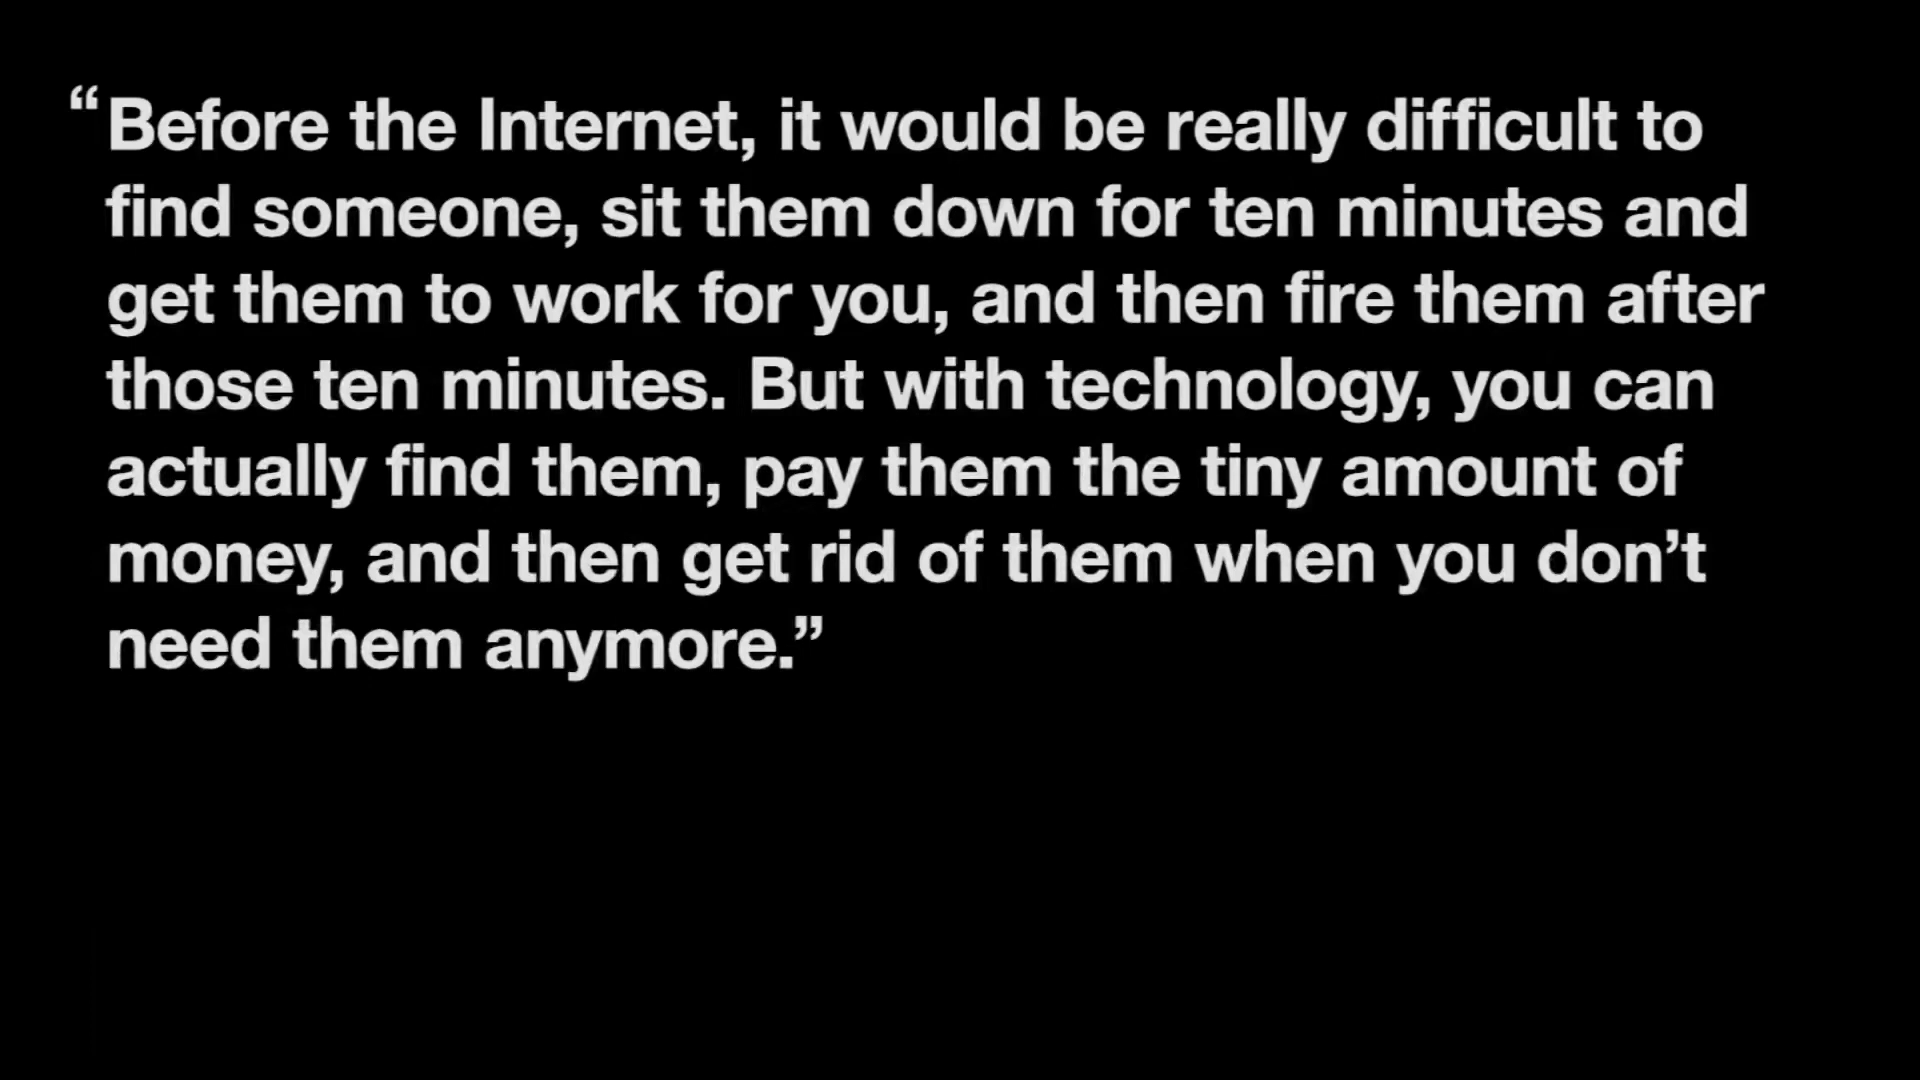 “Before the Internet, it would be really difficult to
find someone, sit them down for ten minutes and
get them to work for you, and then fire them after
those ten minutes. But with technology, you can
actually find them, pay them the tiny amount of
money, and then get rid of them when you don’t
need them anymore.”